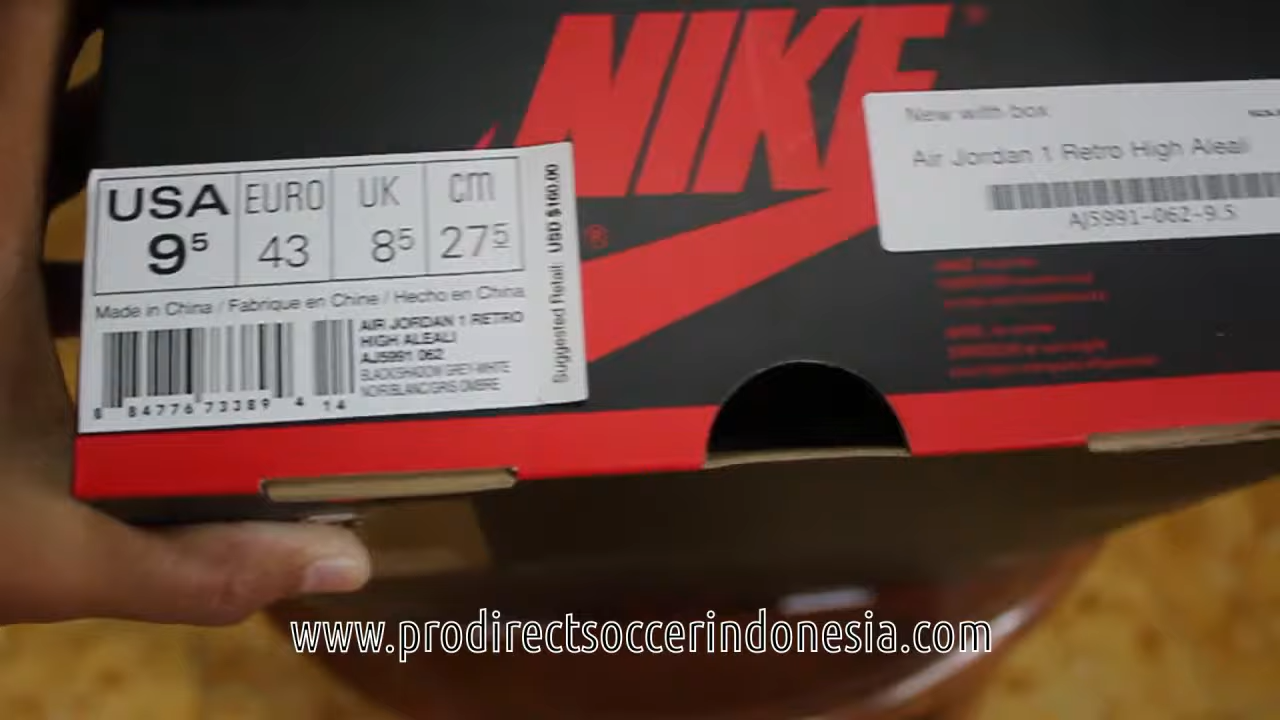 NIKE
®
New with box
Air Jordan 1 Retro High Aleali
AJ5991-062-9.5
USA EURO UK cm
9⁵ 43 8⁵ 27⁵
Made in China / Fabrique en Chine / Hecho en China
AIR JORDAN 1 RETRO
HIGH ALEALI
AJ5991 062
BLACK/SHADOW GREY-WHITE
NOIR/BLANC/GRIS OMBRE
8 84776 73389 4 14
Suggested Retail: USD $160.00
www.prodirectsoccerindonesia.com